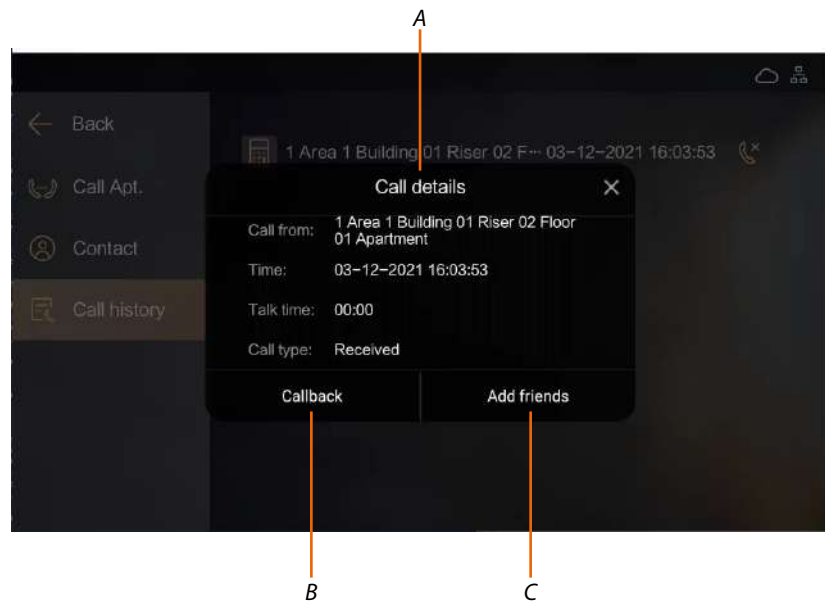 A
Back
1 Area 1 Building 01 Riser 02 F··· 03-12-2021 16:03:53
Call Apt.
Call details
Contact
Call from: 1 Area 1 Building 01 Riser 02 Floor
01 Apartment
Time: 03-12-2021 16:03:53
Call history
Talk time: 00:00
Call type: Received
Callback
Add friends
B
C